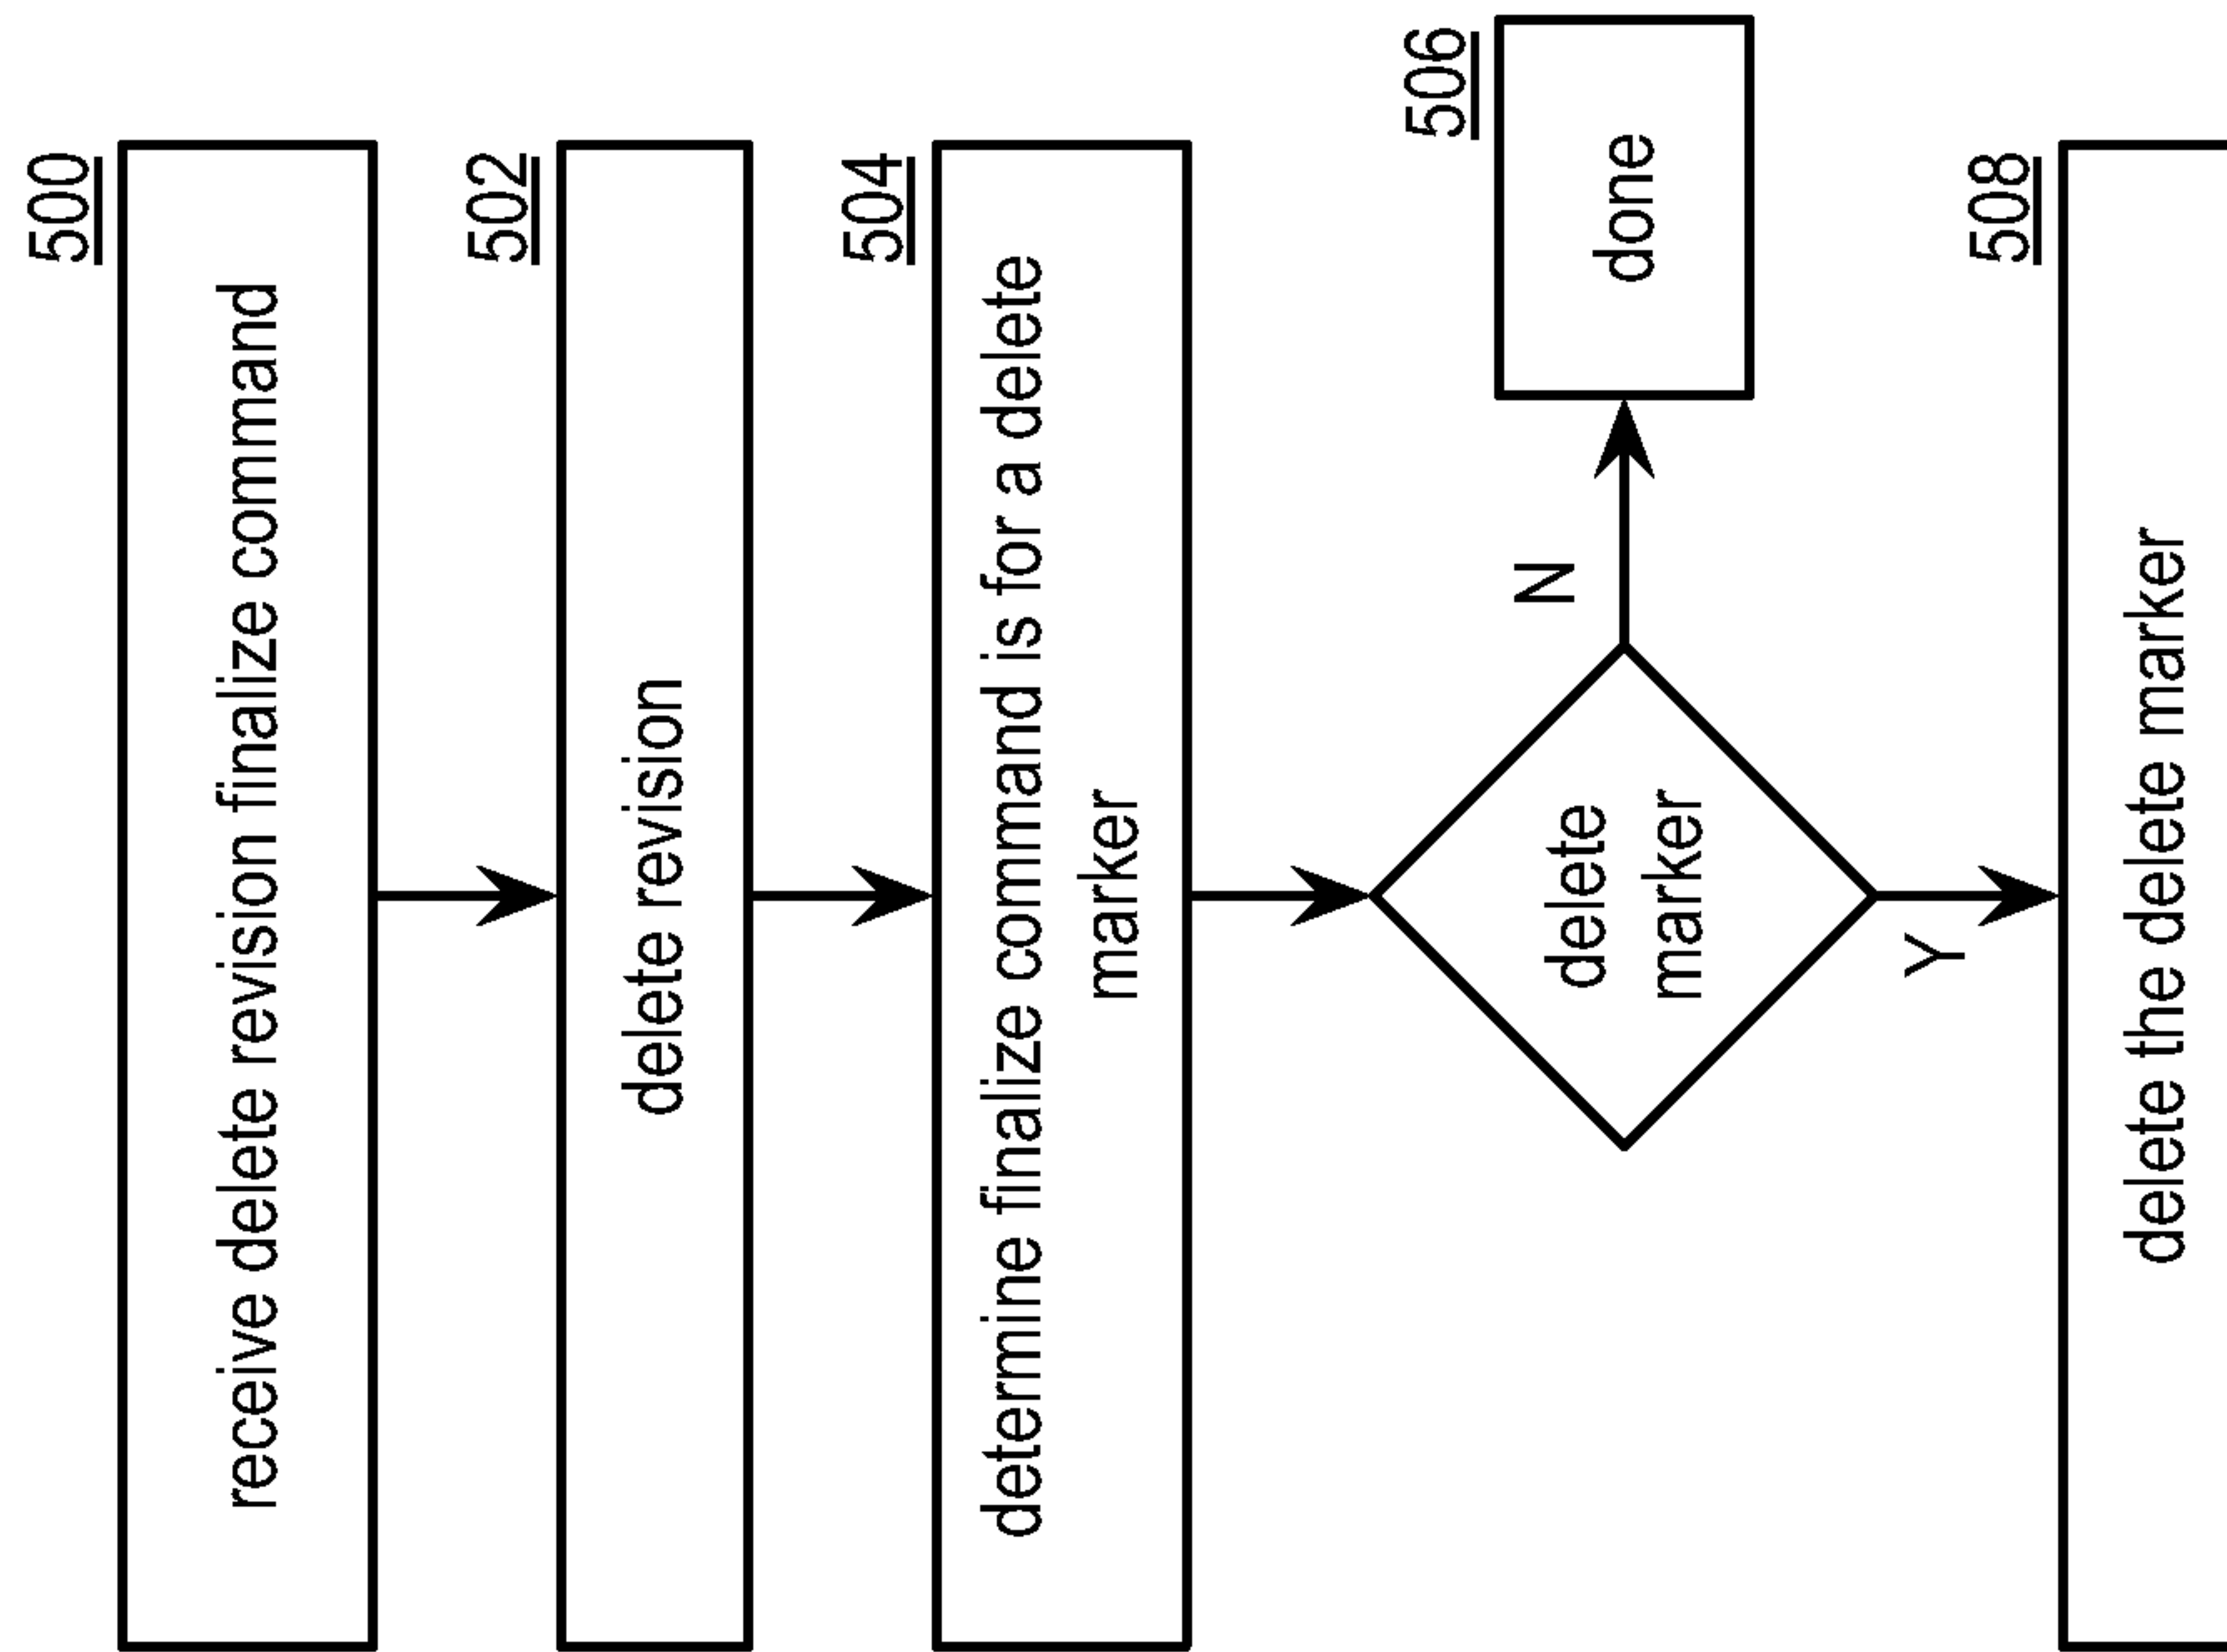 500
receive delete revision finalize command
502
delete revision
504
determine finalize command is for a delete
marker
delete
marker
N
506
done
Y
508
delete the delete marker